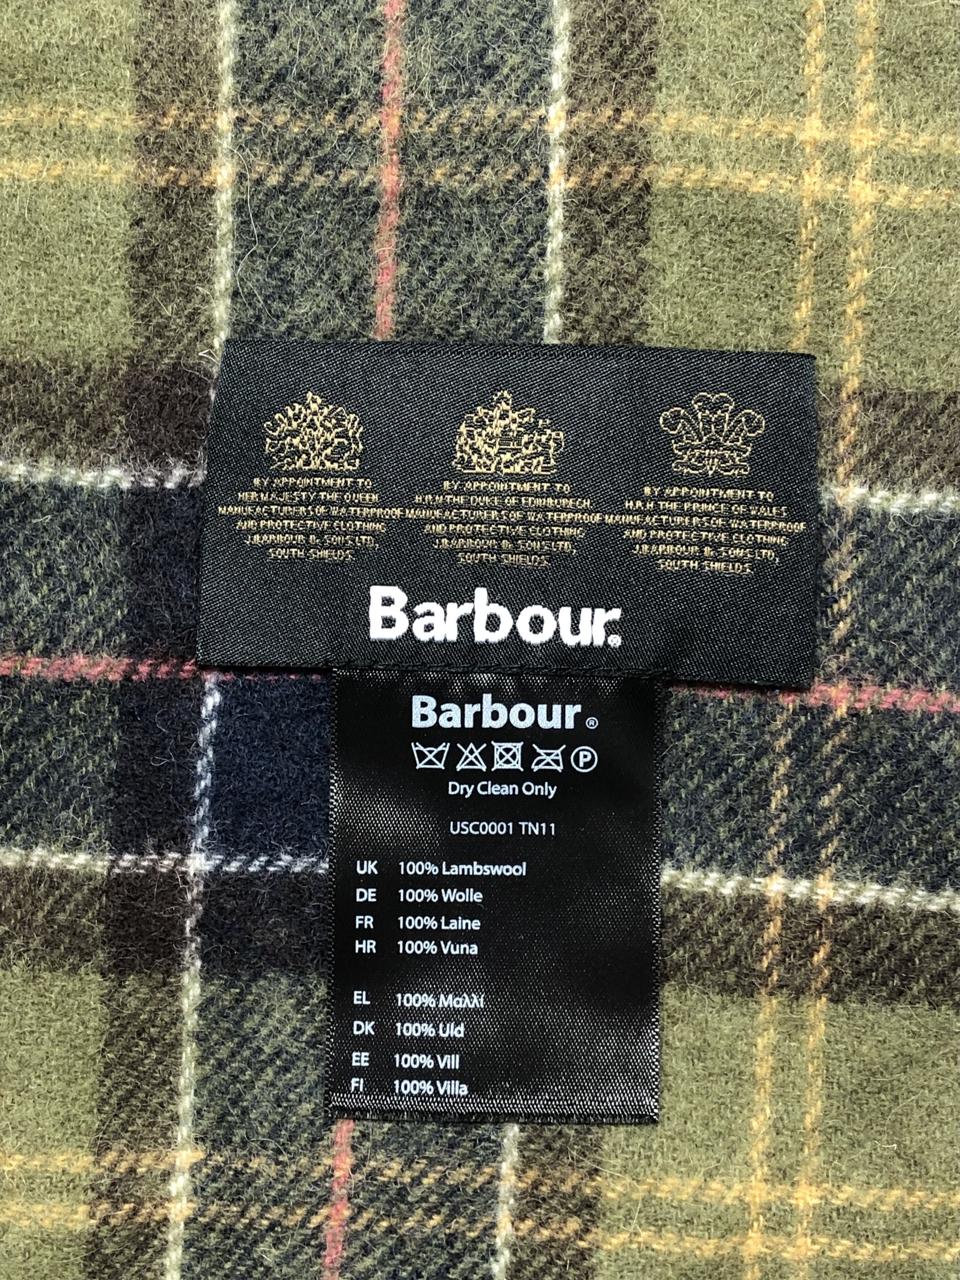 BY APPOINTMENT TO
HER MAJESTY THE QUEEN
MANUFACTURERS OF WATERPROOF
AND PROTECTIVE CLOTHING
J.BARBOUR & SONS LTD,
SOUTH SHIELDS.
BY APPOINTMENT TO
H.R.H THE DUKE OF EDINBURGH
MANUFACTURERS OF WATERPROOF
AND PROTECTIVE CLOTHING
J.BARBOUR & SONS LTD,
SOUTH SHIELDS.
BY APPOINTMENT TO
H.R.H THE PRINCE OF WALES
MANUFACTURERS OF WATERPROOF
AND PROTECTIVE CLOTHING
J.BARBOUR & SONS LTD,
SOUTH SHIELDS.
Barbour®
Barbour®
P
Dry Clean Only
USC0001 TN11
UK 100% Lambswool
DE 100% Wolle
FR 100% Laine
HR 100% Vuna
EL 100% Μαλλί
DK 100% Uld
EE 100% Vill
FI 100% Villa